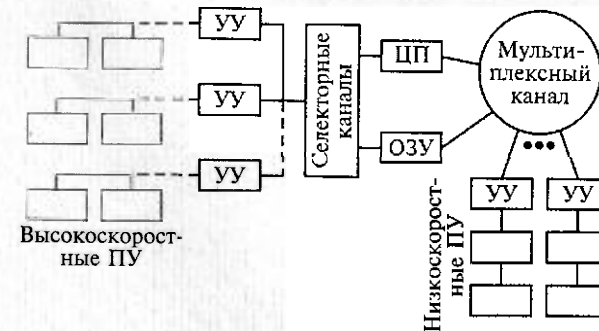 УУ
УУ
УУ
Высокоскорост-
ные ПУ
Селекторные
каналы
ЦП
ОЗУ
Мульти-
плексный
канал
•••
УУ
УУ
Низкоскорост-
ные ПУ